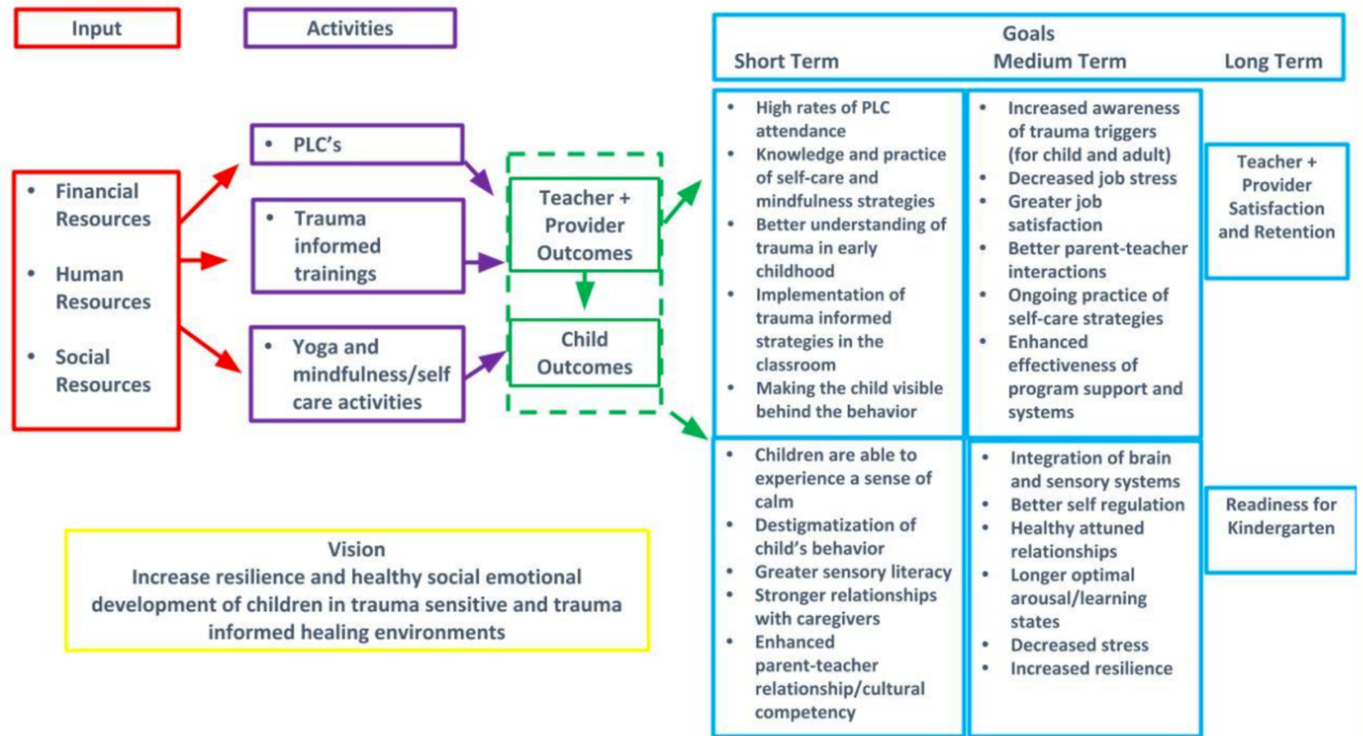 Input
Activities
Goals
Short Term
Medium Term
Long Term
• Financial
Resources
• Human
Resources
• Social
Resources
• PLC's
• Trauma
informed
trainings
• Yoga and
mindfulness/self
care activities
Teacher +
Provider
Outcomes
Child
Outcomes
• High rates of PLC
attendance
• Knowledge and practice
of self-care and
mindfulness strategies
• Better understanding of
trauma in early
childhood
• Implementation of
trauma informed
strategies in the
classroom
• Making the child visible
behind the behavior
• Increased awareness
of trauma triggers
(for child and adult)
• Decreased job stress
• Greater job
satisfaction
• Better parent-teacher
interactions
• Ongoing practice of
self-care strategies
• Enhanced
effectiveness of
program support and
systems
Teacher +
Provider
Satisfaction
and Retention
• Children are able to
experience a sense of
calm
• Destigmatization of
child's behavior
• Greater sensory literacy
• Stronger relationships
with caregivers
• Enhanced
parent-teacher
relationship/cultural
competency
• Integration of brain
and sensory systems
• Better self regulation
• Healthy attuned
relationships
• Longer optimal
arousal/learning
states
• Decreased stress
• Increased resilience
Readiness for
Kindergarten
Vision
Increase resilience and healthy social emotional
development of children in trauma sensitive and trauma
informed healing environments